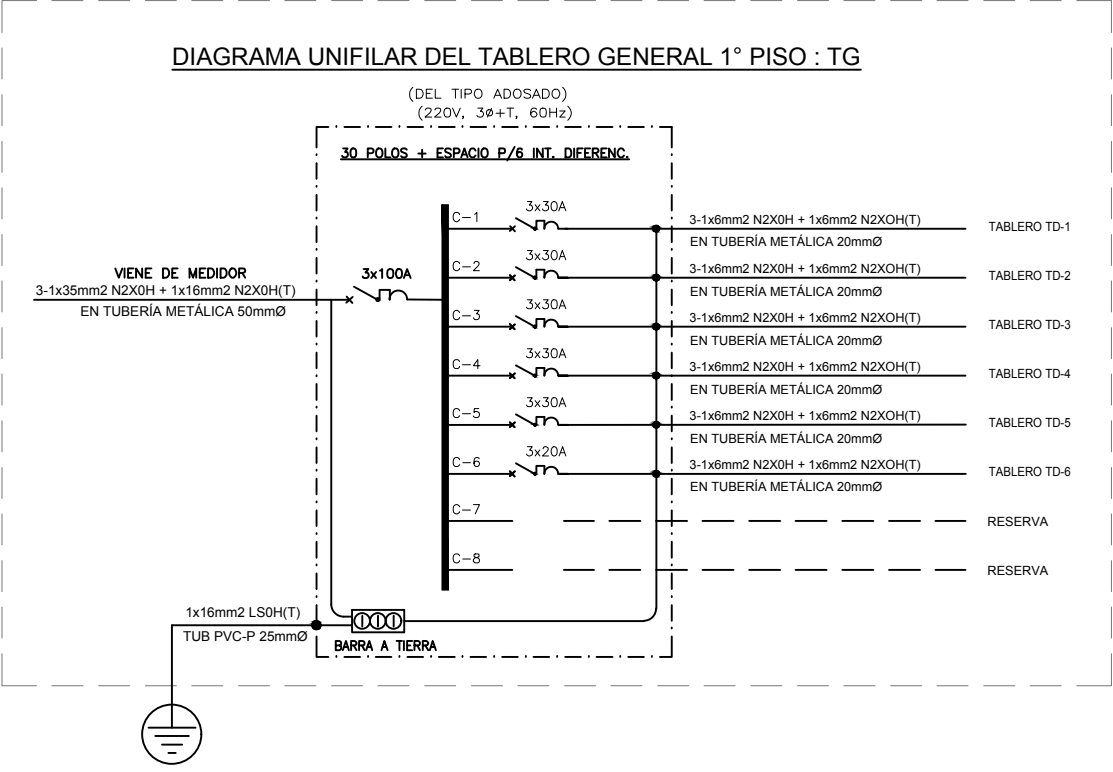 DIAGRAMA UNIFILAR DEL TABLERO GENERAL 1° PISO : TG
(DEL TIPO ADOSADO)
(220V, 3ø+T, 60Hz)
30 POLOS + ESPACIO P/6 INT. DIFERENC.
VIENE DE MEDIDOR
3-1x35mm2 N2X0H + 1x16mm2 N2X0H(T)
EN TUBERÍA METÁLICA 50mmØ
3x100A
C-1
3x30A
3-1x6mm2 N2X0H + 1x6mm2 N2XOH(T)
EN TUBERÍA METÁLICA 20mmØ
TABLERO TD-1
C-2
3x30A
3-1x6mm2 N2X0H + 1x6mm2 N2XOH(T)
EN TUBERÍA METÁLICA 20mmØ
TABLERO TD-2
C-3
3x30A
3-1x6mm2 N2X0H + 1x6mm2 N2XOH(T)
EN TUBERÍA METÁLICA 20mmØ
TABLERO TD-3
C-4
3x30A
3-1x6mm2 N2X0H + 1x6mm2 N2XOH(T)
EN TUBERÍA METÁLICA 20mmØ
TABLERO TD-4
C-5
3x30A
3-1x6mm2 N2X0H + 1x6mm2 N2XOH(T)
EN TUBERÍA METÁLICA 20mmØ
TABLERO TD-5
C-6
3x20A
3-1x6mm2 N2X0H + 1x6mm2 N2XOH(T)
EN TUBERÍA METÁLICA 20mmØ
TABLERO TD-6
C-7
RESERVA
C-8
RESERVA
1x16mm2 LS0H(T)
TUB PVC-P 25mmØ
BARRA A TIERRA